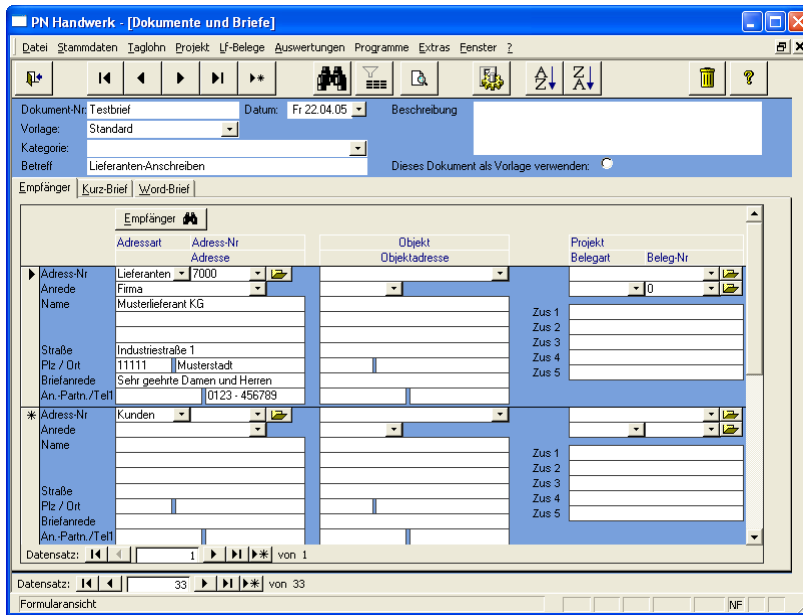 PN Handwerk - [Dokumente und Briefe]
Datei Stammdaten Taglohn Projekt Lf-Belege Auswertungen Programme Extras Fenster ?
Dokument-Nr: Testbrief Datum: Fr 22.04.05 Beschreibung
Vorlage: Standard
Kategorie:
Betreff Lieferanten-Anschreiben Dieses Dokument als Vorlage verwenden:
Empfänger Kurz-Brief Word-Brief
Empfänger
Adressart Adress-Nr Objekt Projekt
Adresse Objektadresse Belegart Beleg-Nr
Adress-Nr Lieferanten 7000
Anrede Firma 0
Name Musterlieferant KG
Zus 1
Zus 2
Zus 3
Straße Industriestraße 1
Zus 4
Plz / Ort 11111 Musterstadt
Zus 5
Briefanrede Sehr geehrte Damen und Herren
An.-Partn./Tel1 0123 - 456789
Adress-Nr Kunden
Anrede
Name
Zus 1
Zus 2
Zus 3
Straße
Zus 4
Plz / Ort
Zus 5
Briefanrede
An.-Partn./Tel1
Datensatz: 1 von 1
Datensatz: 33 von 33
Formularansicht NF